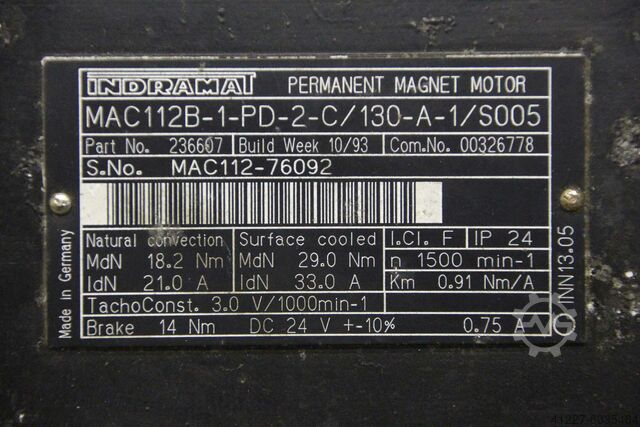 INDRAMAT PERMANENT MAGNET MOTOR
MAC112B-1-PD-2-C/130-A-1/S005
Part No. 236607 Build Week 10/93 Com.No. 00326778
S.No. MAC112-76092
Natural convection Surface cooled I.Cl. F IP 24
MdN 18.2 Nm MdN 29.0 Nm n 1500 min-1
IdN 21.0 A IdN 33.0 A Km 0.91 Nm/A
TachoConst. 3.0 V/1000min-1
Brake 14 Nm DC 24 V +-10% 0.75 A
Made in Germany
INN13.05